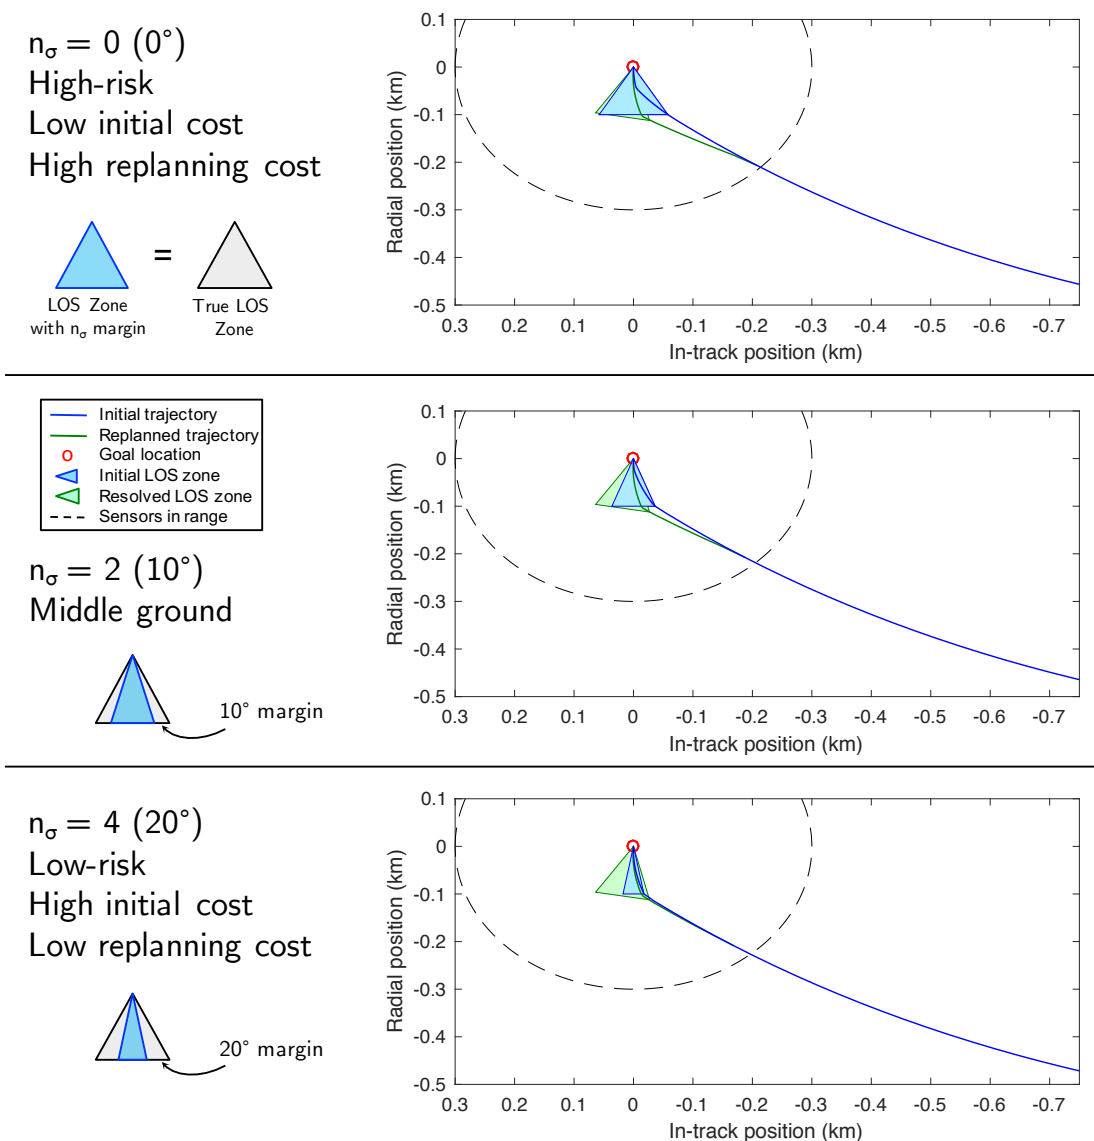 n_σ = 0 (0°)
High-risk
Low initial cost
High replanning cost
=
LOS Zone
with n_σ margin
True LOS
Zone
0.1
0
-0.1
-0.2
-0.3
-0.4
-0.5
Radial position (km)
0.3 0.2 0.1 0 -0.1 -0.2 -0.3 -0.4 -0.5 -0.6 -0.7
In-track position (km)
Initial trajectory
Replanned trajectory
Goal location
Initial LOS zone
Resolved LOS zone
Sensors in range
n_σ = 2 (10°)
Middle ground
10° margin
0.1
0
-0.1
-0.2
-0.3
-0.4
-0.5
Radial position (km)
0.3 0.2 0.1 0 -0.1 -0.2 -0.3 -0.4 -0.5 -0.6 -0.7
In-track position (km)
n_σ = 4 (20°)
Low-risk
High initial cost
Low replanning cost
20° margin
0.1
0
-0.1
-0.2
-0.3
-0.4
-0.5
Radial position (km)
0.3 0.2 0.1 0 -0.1 -0.2 -0.3 -0.4 -0.5 -0.6 -0.7
In-track position (km)